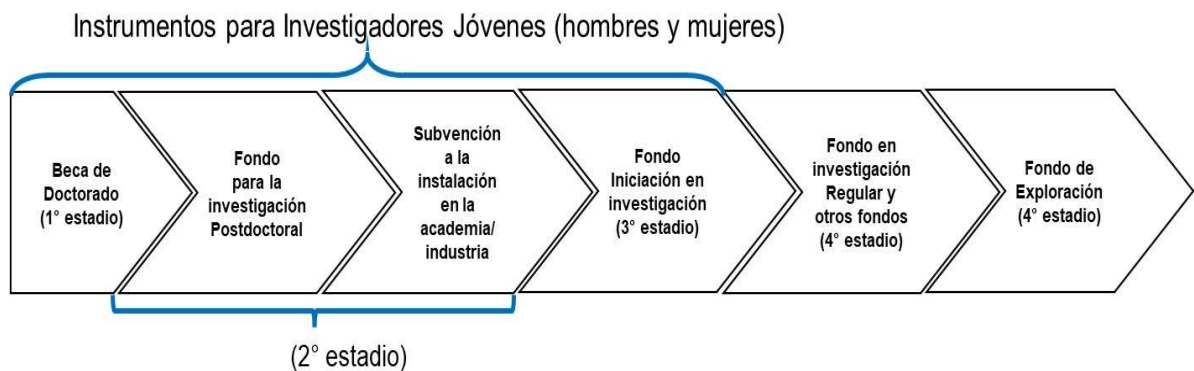 Instrumentos para Investigadores Jóvenes (hombres y mujeres)
Beca de
Doctorado
(1° estadio)
Fondo
para la
investigación
Postdoctoral
Subvención
a la
instalación
en la
academia/
industria
Fondo
Iniciación en
investigación
(3° estadio)
Fondo en
investigación
Regular y
otros fondos
(4° estadio)
Fondo de
Exploración
(4° estadio)
(2° estadio)